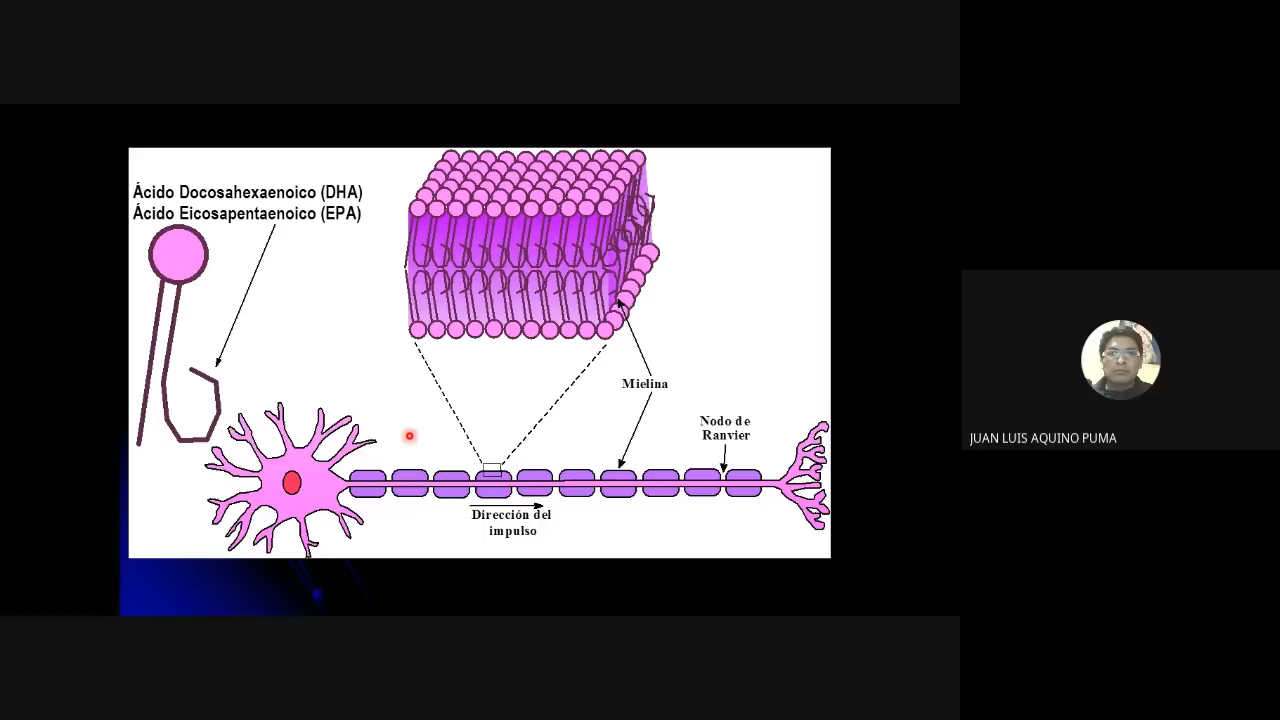 Ácido Docosahexaenoico (DHA)
Ácido Eicosapentaenoico (EPA)
Mielina
Nodo de
Ranvier
Dirección del
impulso
JUAN LUIS AQUINO PUMA